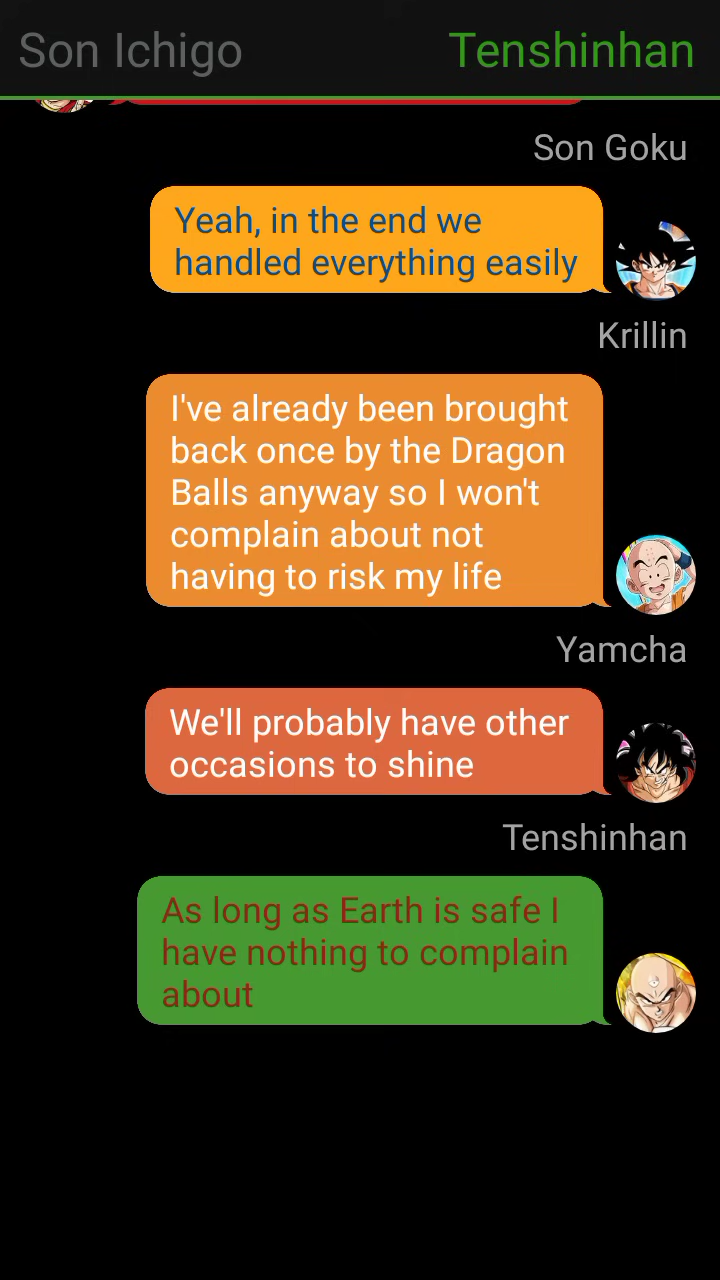 Son Ichigo
Tenshinhan
Son Goku
Yeah, in the end we
handled everything easily
Krillin
I've already been brought
back once by the Dragon
Balls anyway so I won't
complain about not
having to risk my life
Yamcha
We'll probably have other
occasions to shine
Tenshinhan
As long as Earth is safe I
have nothing to complain
about